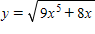 y = √(9x⁵ + 8x)